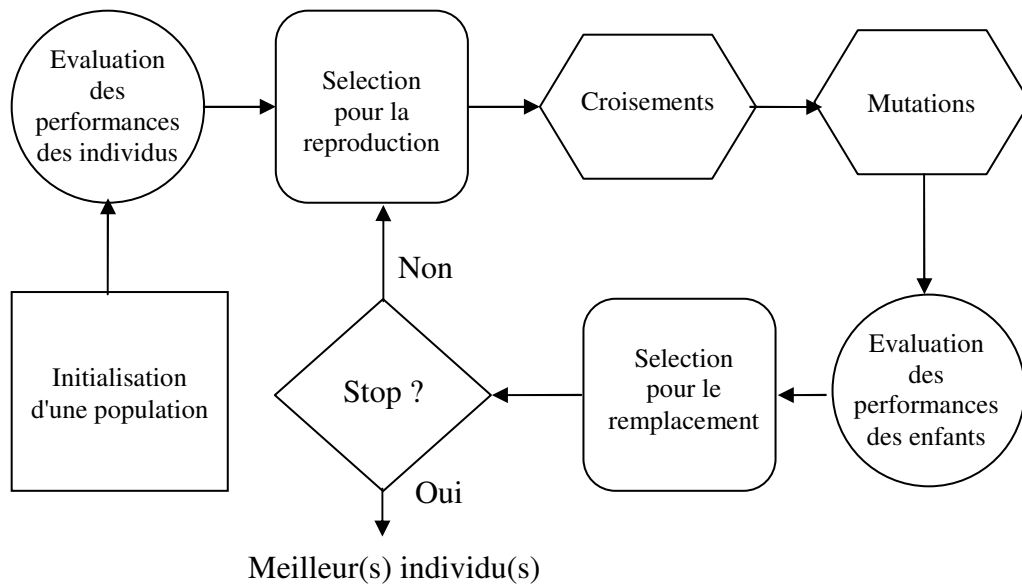 Evaluation
des
performances
des individus
Selection
pour la
reproduction
Croisements
Mutations
Initialisation
d'une population
Non
Stop ?
Oui
Selection
pour le
remplacement
Evaluation
des
performances
des enfants
Meilleur(s) individu(s)